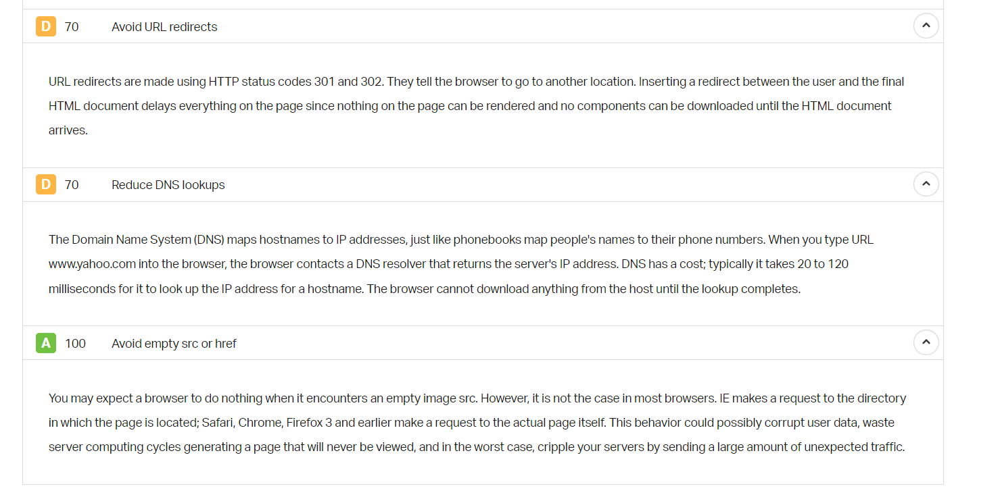 D 70 Avoid URL redirects
URL redirects are made using HTTP status codes 301 and 302. They tell the browser to go to another location. Inserting a redirect between the user and the final
HTML document delays everything on the page since nothing on the page can be rendered and no components can be downloaded until the HTML document
arrives.
D 70 Reduce DNS lookups
The Domain Name System (DNS) maps hostnames to IP addresses, just like phonebooks map people's names to their phone numbers. When you type URL
www.yahoo.com into the browser, the browser contacts a DNS resolver that returns the server's IP address. DNS has a cost; typically it takes 20 to 120
milliseconds for it to look up the IP address for a hostname. The browser cannot download anything from the host until the lookup completes.
A 100 Avoid empty src or href
You may expect a browser to do nothing when it encounters an empty image src. However, it is not the case in most browsers. IE makes a request to the directory
in which the page is located; Safari, Chrome, Firefox 3 and earlier make a request to the actual page itself. This behavior could possibly corrupt user data, waste
server computing cycles generating a page that will never be viewed, and in the worst case, cripple your servers by sending a large amount of unexpected traffic.